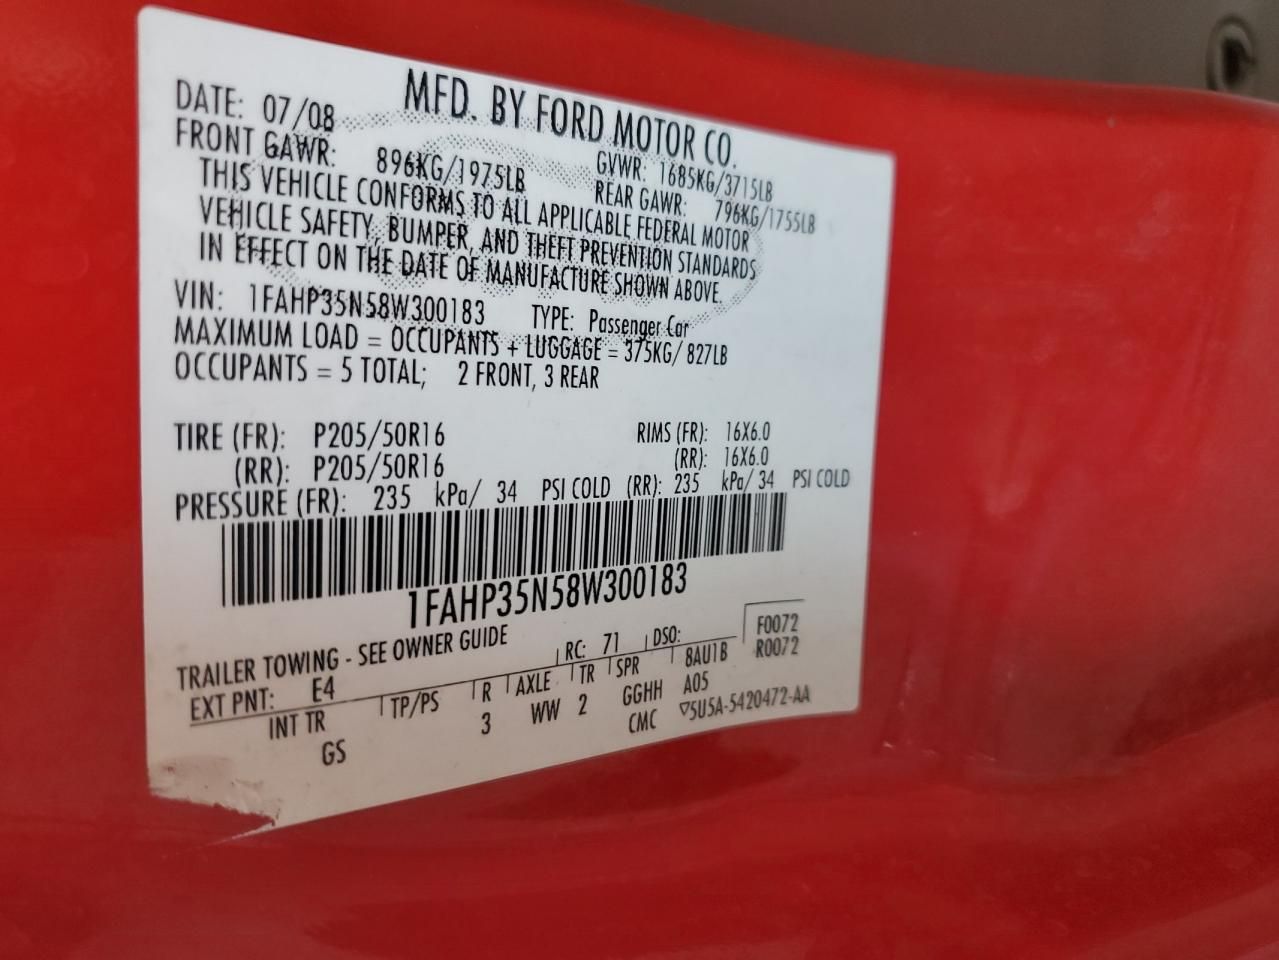 MFD. BY FORD MOTOR CO.
DATE: 07/08 GVWR: 1685KG/3715LB
FRONT GAWR: 896KG/1975LB REAR GAWR: 796KG/1755LB
THIS VEHICLE CONFORMS TO ALL APPLICABLE FEDERAL MOTOR
VEHICLE SAFETY, BUMPER, AND THEFT PREVENTION STANDARDS
IN EFFECT ON THE DATE OF MANUFACTURE SHOWN ABOVE.
VIN: 1FAHP35N58W300183 TYPE: Passenger Car
MAXIMUM LOAD = OCCUPANTS + LUGGAGE = 375KG/ 827LB
OCCUPANTS = 5 TOTAL; 2 FRONT, 3 REAR
TIRE (FR): P205/50R16 RIMS (FR): 16X6.0
(RR): P205/50R16 (RR): 16X6.0
PRESSURE (FR): 235 kPa/ 34 PSI COLD (RR): 235 kPa/ 34 PSI COLD
1FAHP35N58W300183
TRAILER TOWING - SEE OWNER GUIDE RC: 71 DSO: F0072
EXT PNT: E4 8AU1B R0072
INT TR TP/PS R AXLE TR SPR A05
GS 3 WW 2 GGHH 5U5A-5420472-AA
CMC